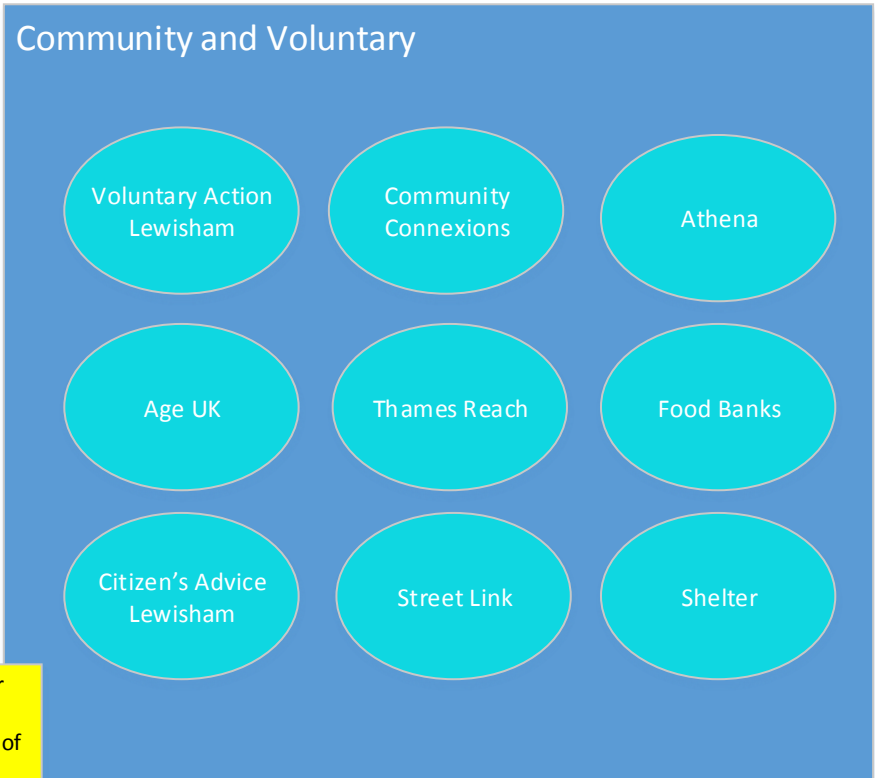 Community and Voluntary
Voluntary Action
Lewisham
Community
Connexions
Athena
Age UK
Thames Reach
Food Banks
Citizen’s Advice
Lewisham
Street Link
Shelter
of